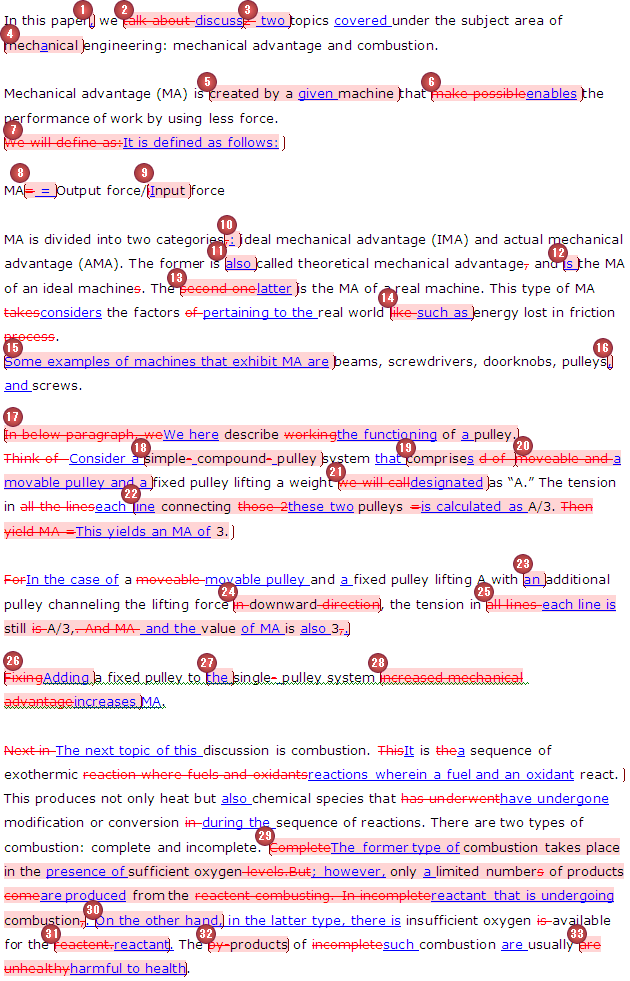 1 2 3
In this paper, we talk about discuss 2 two topics covered under the subject area of
4
mechanical engineering: mechanical advantage and combustion.
5 6
Mechanical advantage (MA) is created by a given machine that make possible enables the
performance of work by using less force.
7
We will define as: It is defined as follows:
8 9
MA= = Output force/iInput force
10
MA is divided into two categories,: ideal mechanical advantage (IMA) and actual mechanical
11 12
advantage (AMA). The former is also called theoretical mechanical advantage, and is the MA
13
of an ideal machines. The second one latter is the MA of a real machine. This type of MA
14
takes considers the factors of pertaining to the real world like such as energy lost in friction
process.
15 16
Some examples of machines that exhibit MA are beams, screwdrivers, doorknobs, pulleys,
and screws.
17
In below paragraph, we We here describe working the functioning of a pulley.
18 19 20
Think of Consider a simple- compound- pulley system that comprises d of moveable and a
21
movable pulley and a fixed pulley lifting a weight we will call designated as “A.” The tension
22
in all the lines each line connecting those 2 these two pulleys = is calculated as A/3. Then
yield MA = This yields an MA of 3.
23
For In the case of a moveable movable pulley and a fixed pulley lifting A with an additional
24 25
pulley channeling the lifting force in downward direction, the tension in all lines each line is
still is A/3,. And MA and the value of MA is also 3,.
26 27 28
Fixing Adding a fixed pulley to the single- pulley system increased mechanical
advantage increases MA.
Next in The next topic of this discussion is combustion. This It is the a sequence of
exothermic reaction where fuels and oxidants reactions wherein a fuel and an oxidant react.
This produces not only heat but also chemical species that has underwent have undergone
modification or conversion in during the sequence of reactions. There are two types of
29
combustion: complete and incomplete. Complete The former type of combustion takes place
in the presence of sufficient oxygen levels.But; however, only a limited numbers of products
come are produced from the reactent combusting. In incomplete reactant that is undergoing
30
combustion,. On the other hand, in the latter type, there is insufficient oxygen is available
31 32 33
for the reactent. reactant. The by-products of incomplete such combustion are usually are
unhealthy harmful to health.